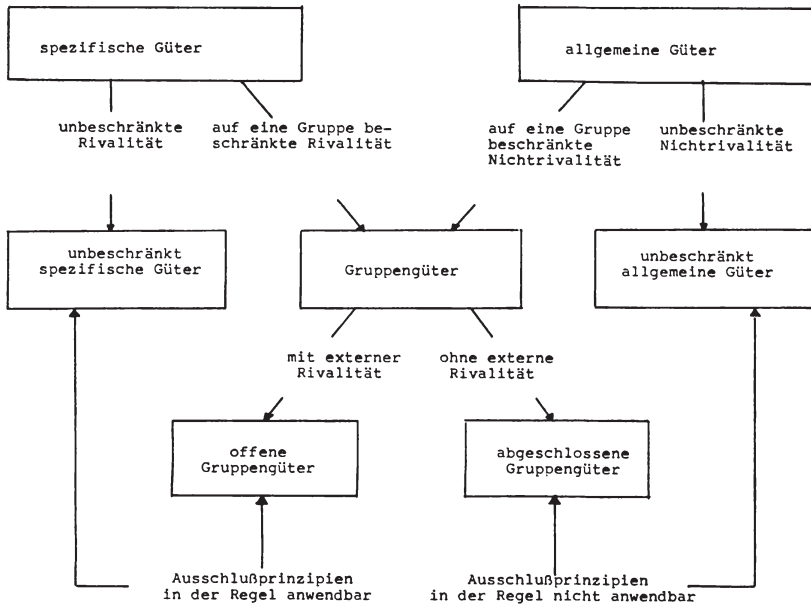 spezifische Güter
allgemeine Güter
unbeschränkte
Rivalität
auf eine Gruppe be-
schränkte Rivalität
auf eine Gruppe
beschränkte
Nichtrivalität
unbeschränkte
Nichtrivalität
unbeschränkt
spezifische Güter
Gruppengüter
unbeschränkt
allgemeine Güter
mit externer
Rivalität
ohne externe
Rivalität
offene
Gruppengüter
abgeschlossene
Gruppengüter
Ausschlußprinzipien
in der Regel anwendbar
Ausschlußprinzipien
in der Regel nicht anwendbar